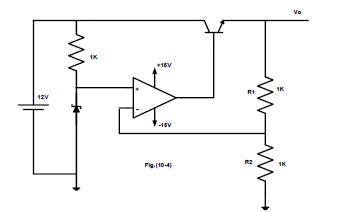 Vo
+15V
1K
12V
R1
1K
+
-
-15V
Fig.(10-4)
R2
1K